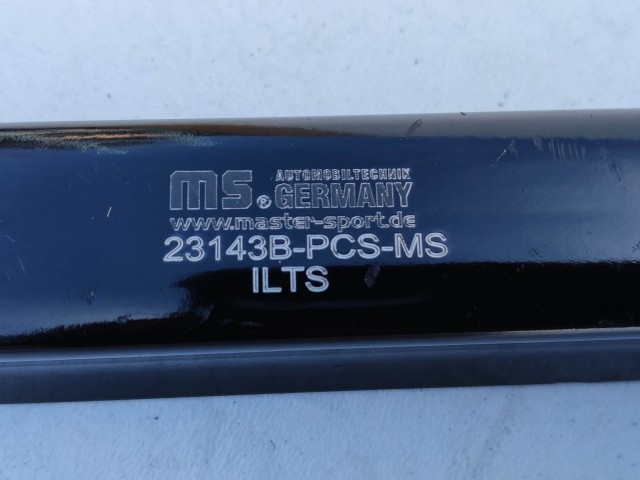 ms® AUTOMOBILTECHNIK
GERMANY
www.master-sport.de
23143B-PCS-MS
ILTS